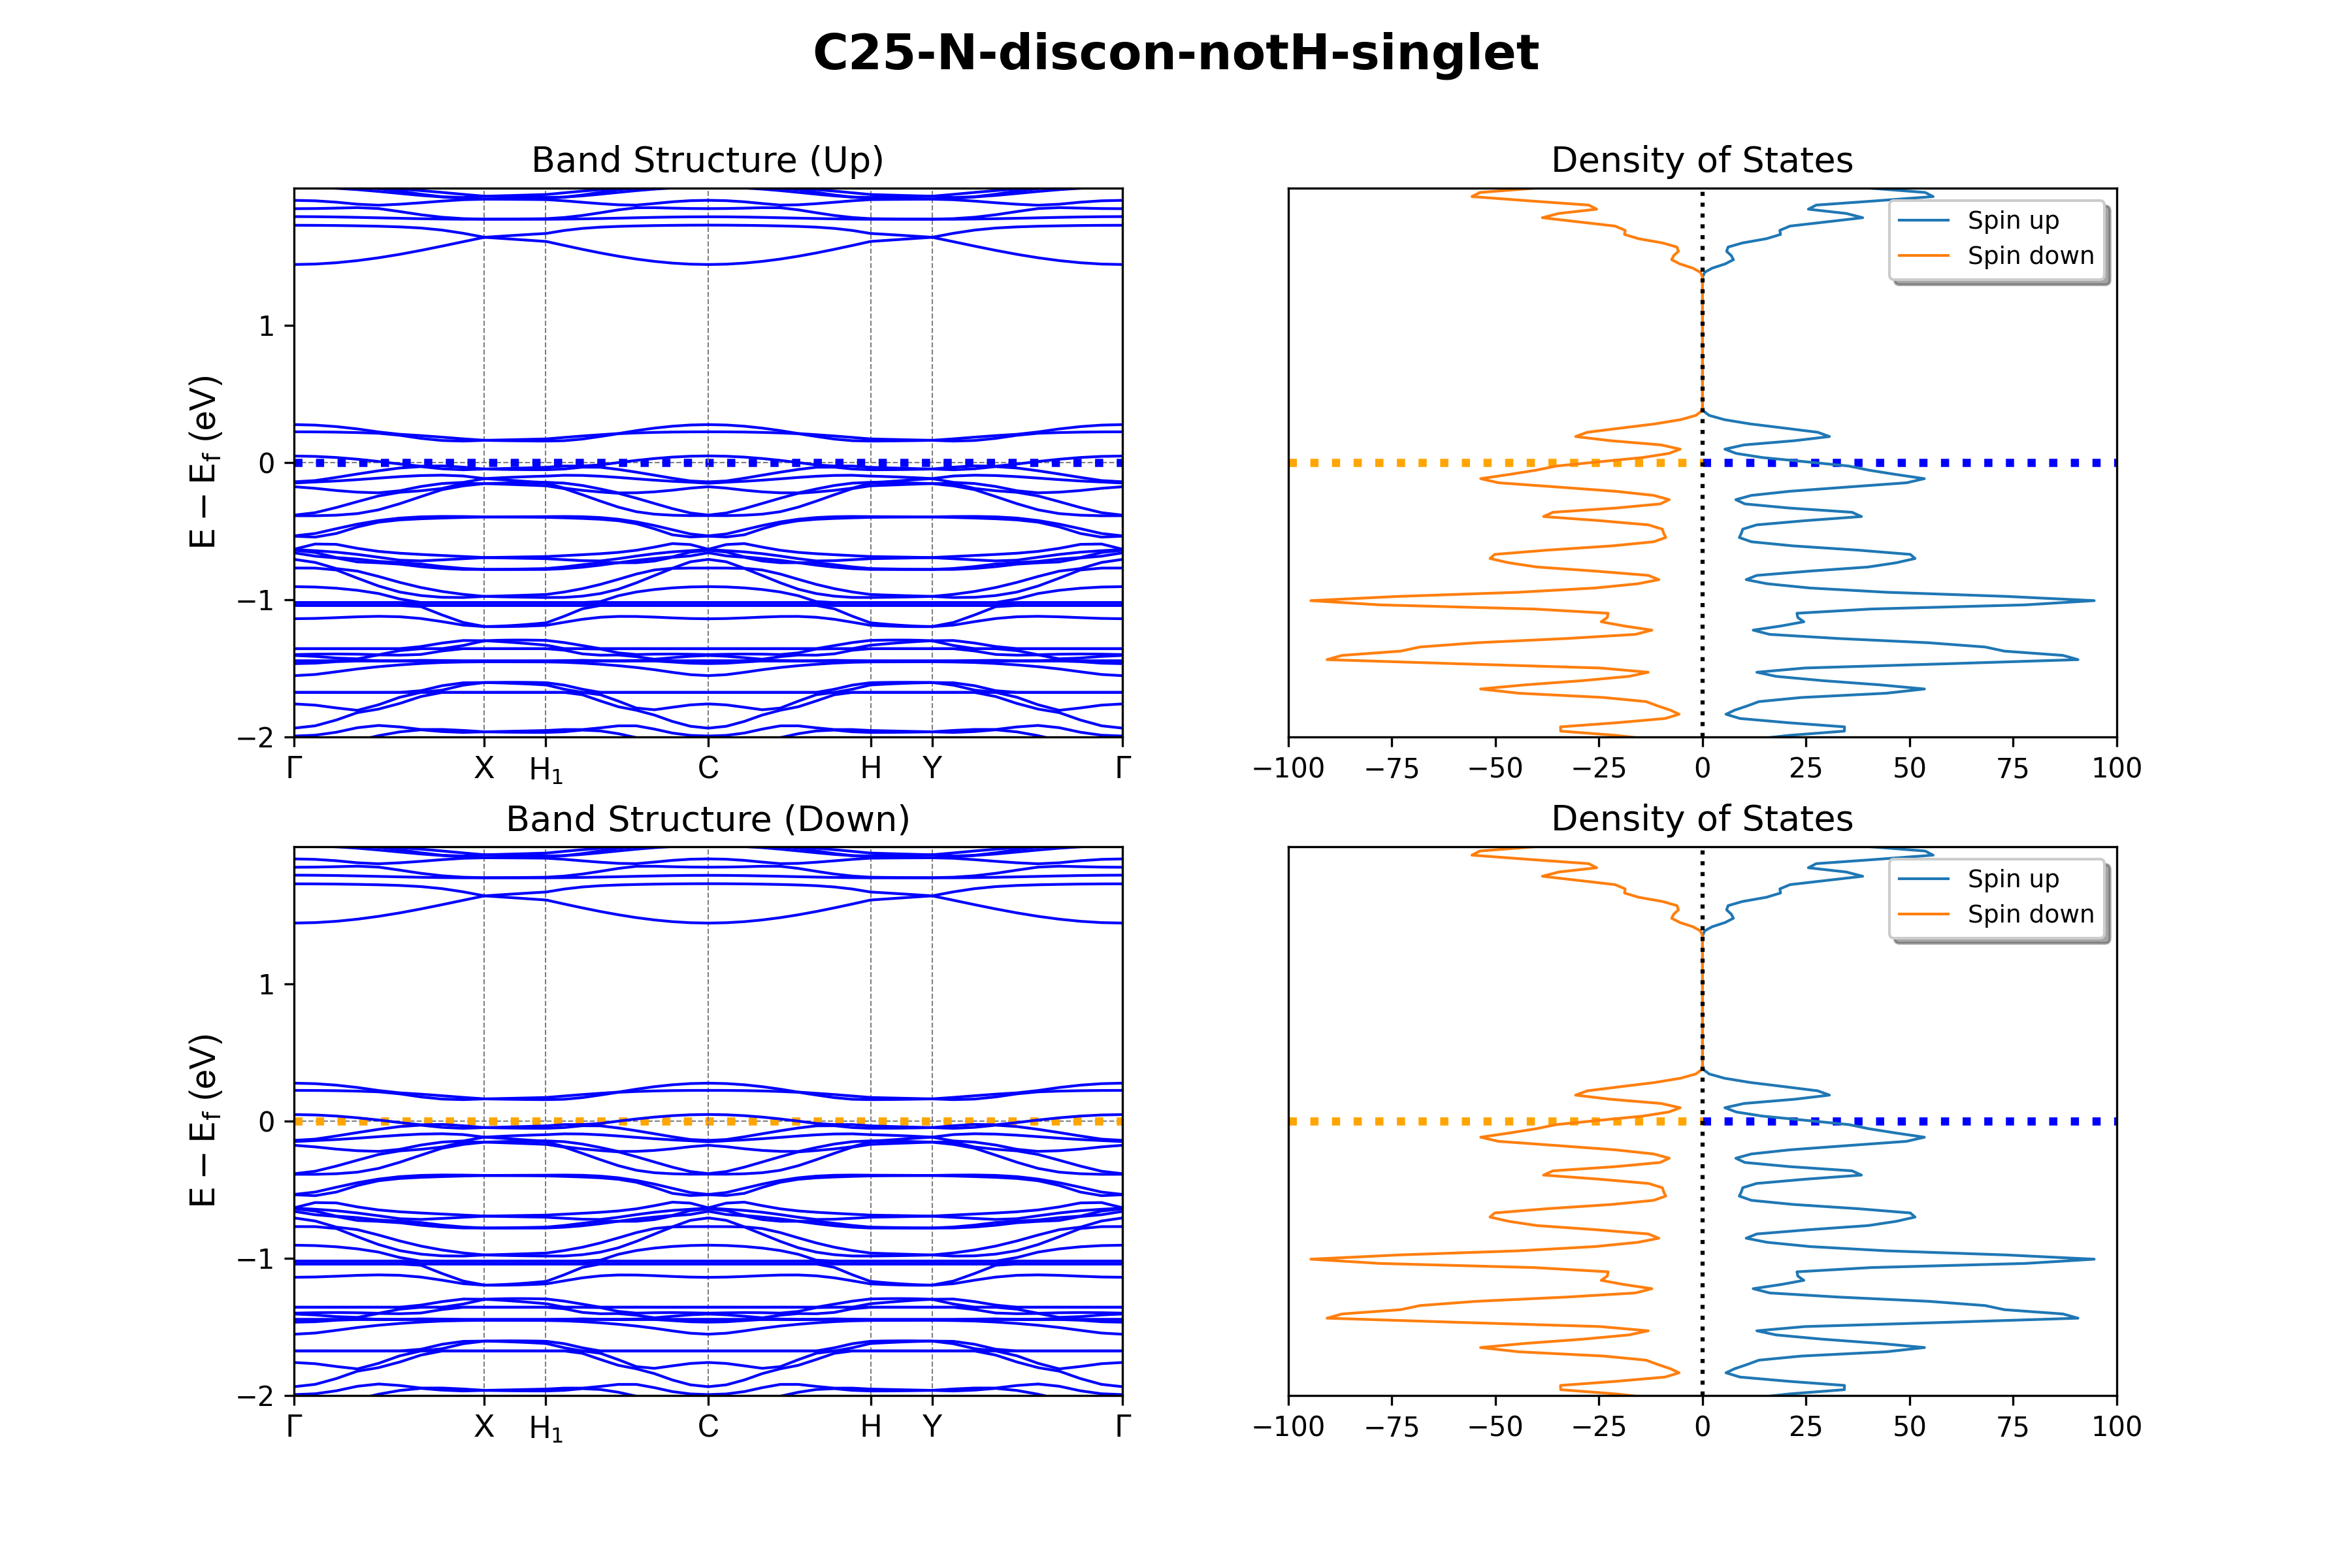 C25-N-discon-notH-singlet
Band Structure (Up)
E − E_f (eV)
1
0
−1
−2
Γ X H₁ C H Y Γ
Density of States
Spin up
Spin down
−100 −75 −50 −25 0 25 50 75 100
Band Structure (Down)
E − E_f (eV)
1
0
−1
−2
Γ X H₁ C H Y Γ
Density of States
Spin up
Spin down
−100 −75 −50 −25 0 25 50 75 100